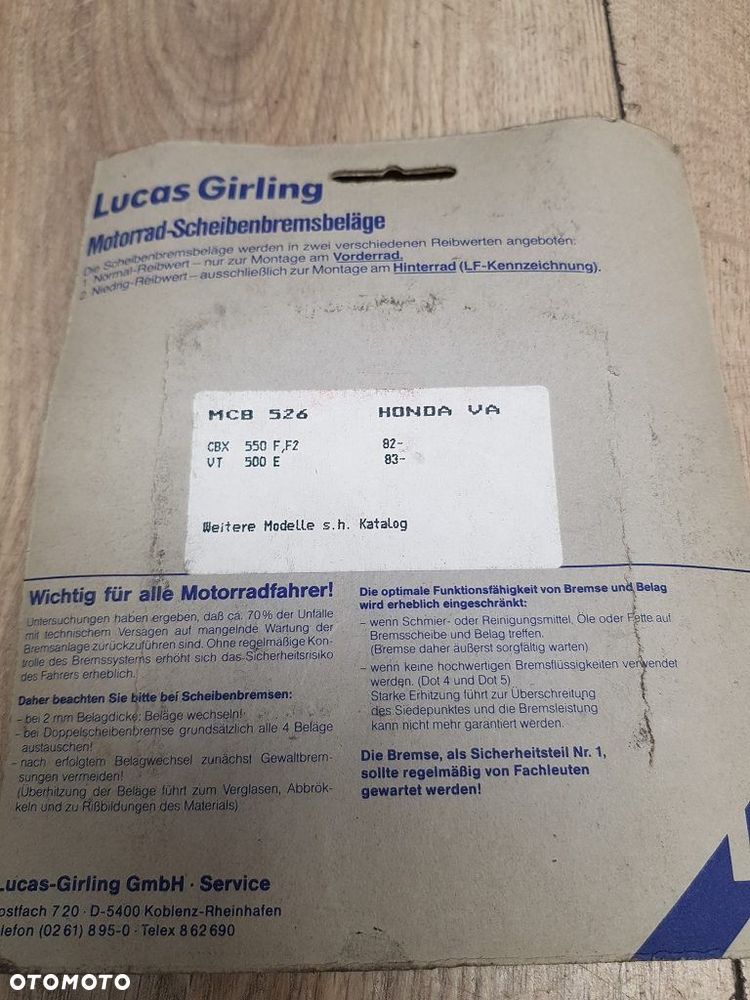 Lucas Girling
Motorrad-Scheibenbremsbeläge
Die Scheibenbremsbeläge werden in zwei verschiedenen Reibwerten angeboten:
1. Normal-Reibwert – nur zur Montage am Vorderrad.
2. Niedrig-Reibwert – ausschließlich zur Montage am Hinterrad (LF-Kennzeichnung).
MCB 526 HONDA VA
CBX 550 F,F2 82-
VT 500 E 83-
Weitere Modelle s.h. Katalog
Wichtig für alle Motorradfahrer!
Untersuchungen haben ergeben, daß ca. 70% der Unfälle
mit technischem Versagen auf mangelnde Wartung der
Bremsanlage zurückzuführen sind. Ohne regelmäßige Kon-
trolle des Bremssystems erhöht sich das Sicherheitsrisiko
des Fahrers erheblich.
Daher beachten Sie bitte bei Scheibenbremsen:
- bei 2 mm Belagdicke: Beläge wechseln!
- bei Doppelscheibenbremse grundsätzlich alle 4 Beläge
austauschen!
- nach erfolgtem Belagwechsel zunächst Gewaltbrem-
sungen vermeiden!
(Überhitzung der Beläge führt zum Verglasen, Abbrök-
keln und zu Rißbildungen des Materials)
Die optimale Funktionsfähigkeit von Bremse und Belag
wird erheblich eingeschränkt:
– wenn Schmier- oder Reinigungsmittel, Öle oder Fette auf
Bremsscheibe und Belag treffen.
(Bremse daher äußerst sorgfältig warten)
– wenn keine hochwertigen Bremsflüssigkeiten verwendet
werden. (Dot 4 und Dot 5)
Starke Erhitzung führt zur Überschreitung
des Siedepunktes und die Bremsleistung
kann nicht mehr garantiert werden.
Die Bremse, als Sicherheitsteil Nr. 1,
sollte regelmäßig von Fachleuten
gewartet werden!
Lucas-Girling GmbH · Service
ostfach 7 20 · D-5400 Koblenz-Rheinhafen
lefon (02 61) 8 95-0 · Telex 8 62 690
OTOMOTO